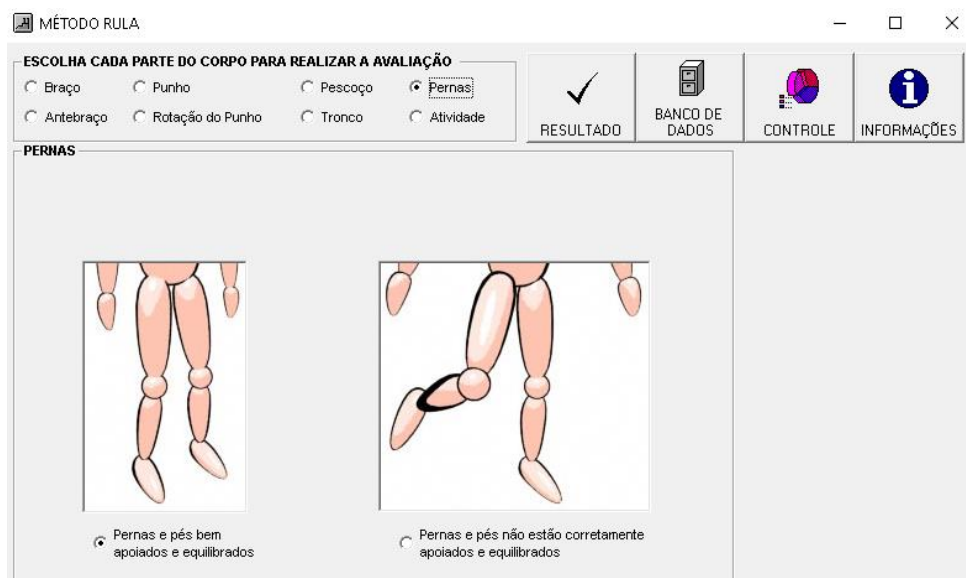 MÉTODO RULA
ESCOLHA CADA PARTE DO CORPO PARA REALIZAR A AVALIAÇÃO
Braço Punho Pescoço Pernas
Antebraço Rotação do Punho Tronco Atividade
RESULTADO
BANCO DE
DADOS
CONTROLE
INFORMAÇÕES
PERNAS
Pernas e pés bem
apoiados e equilibrados
Pernas e pés não estão corretamente
apoiados e equilibrados